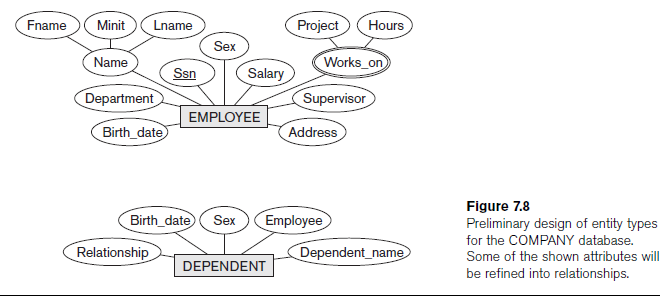 Fname Minit Lname Project Hours
Sex
Name Works_on
Ssn Salary
Department Supervisor
EMPLOYEE
Birth_date Address
Birth_date Sex Employee
Relationship Dependent_name
DEPENDENT
Figure 7.8
Preliminary design of entity types
for the COMPANY database.
Some of the shown attributes will
be refined into relationships.